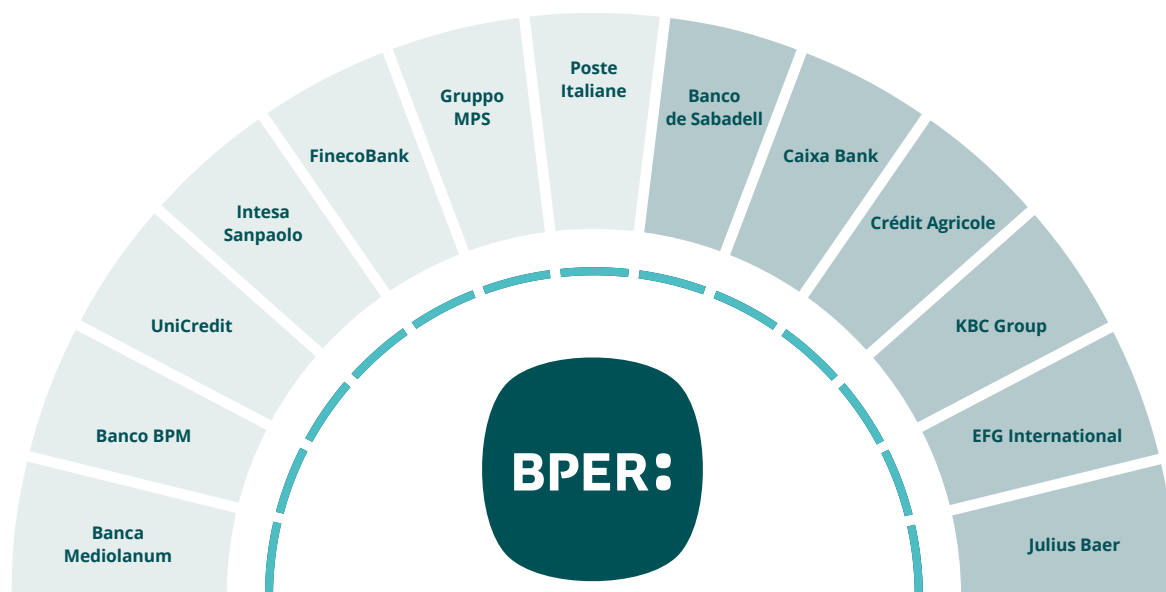 Banca
Mediolanum
Banco BPM
UniCredit
Intesa
Sanpaolo
FinecoBank
Gruppo
MPS
Poste
Italiane
Banco
de Sabadell
Caixa Bank
Crédit Agricole
KBC Group
EFG International
Julius Baer
BPER: